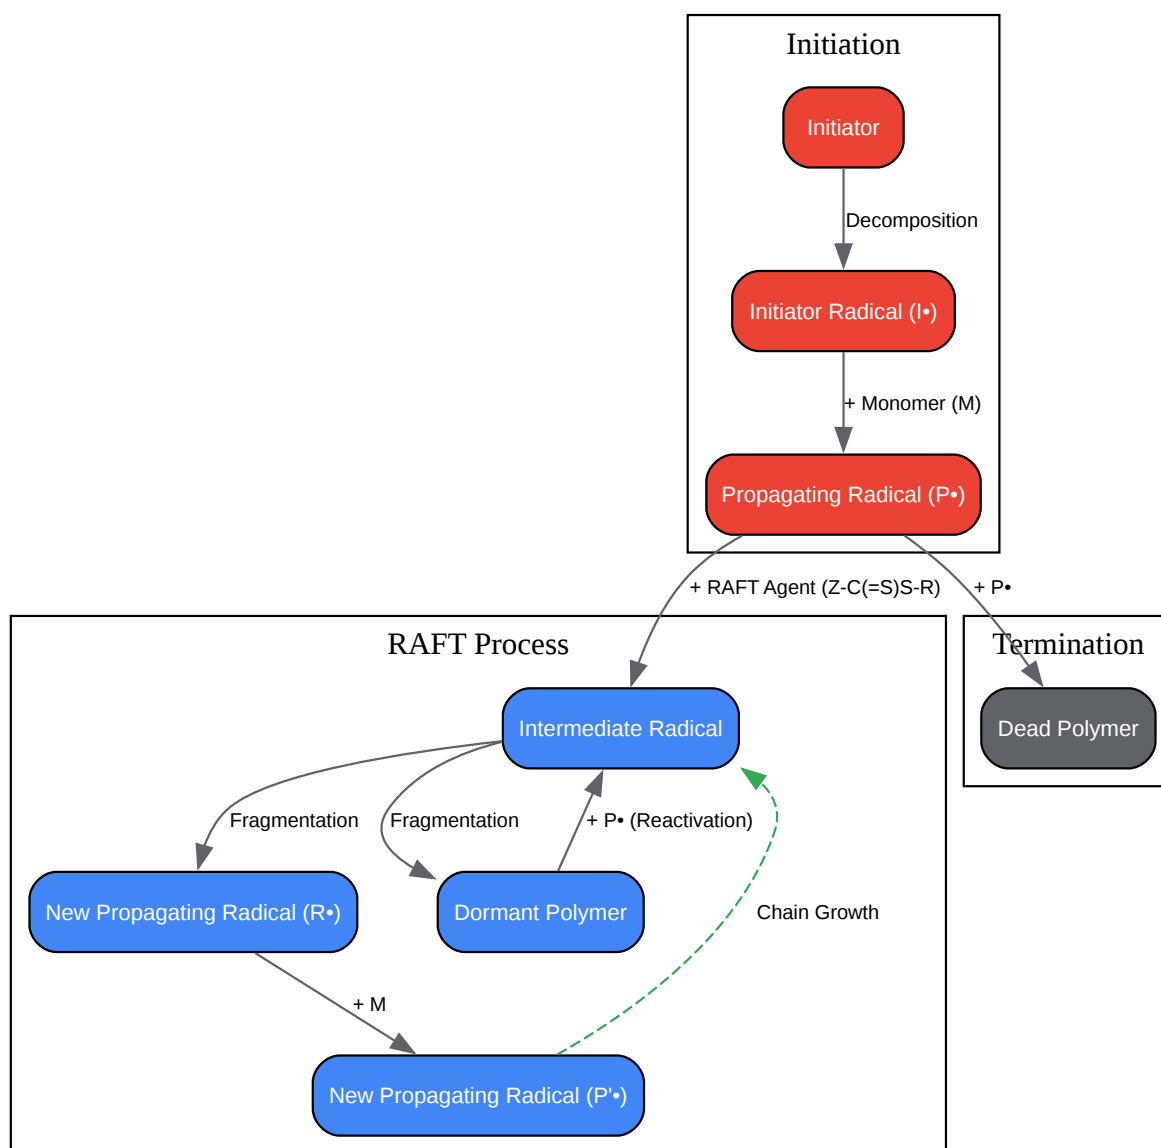 Initiation
Initiator
Decomposition
Initiator Radical (I•)
+ Monomer (M)
Propagating Radical (P•)
+ RAFT Agent (Z-C(=S)S-R)
+ P•
RAFT Process
Termination
Intermediate Radical
Dead Polymer
Fragmentation
Fragmentation
+ P• (Reactivation)
New Propagating Radical (R•)
Dormant Polymer
Chain Growth
+ M
New Propagating Radical (P'•)